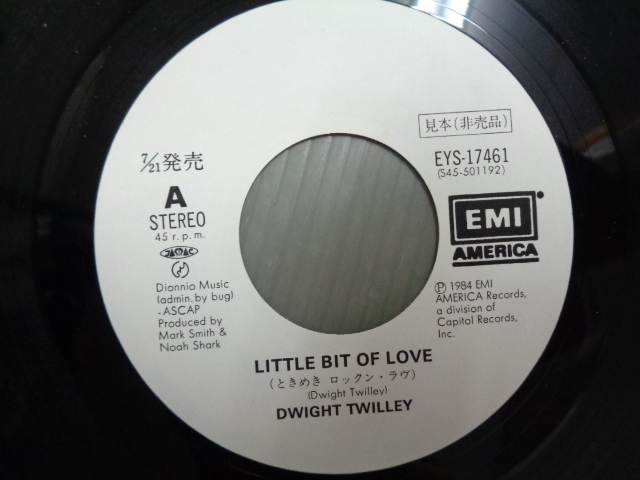 見本(非売品)
7/21発売
A
STEREO
45 r.p.m.
JASRAC
Dionnio Music
(admin. by bug)
-ASCAP
Produced by
Mark Smith &
Noah Shark
EYS-17461
(S45-501192)
EMI
AMERICA
Ⓟ 1984 EMI
AMERICA Records,
a division of
Capitol Records,
Inc.
LITTLE BIT OF LOVE
(ときめき ロックン・ラヴ)
(Dwight Twilley)
DWIGHT TWILLEY